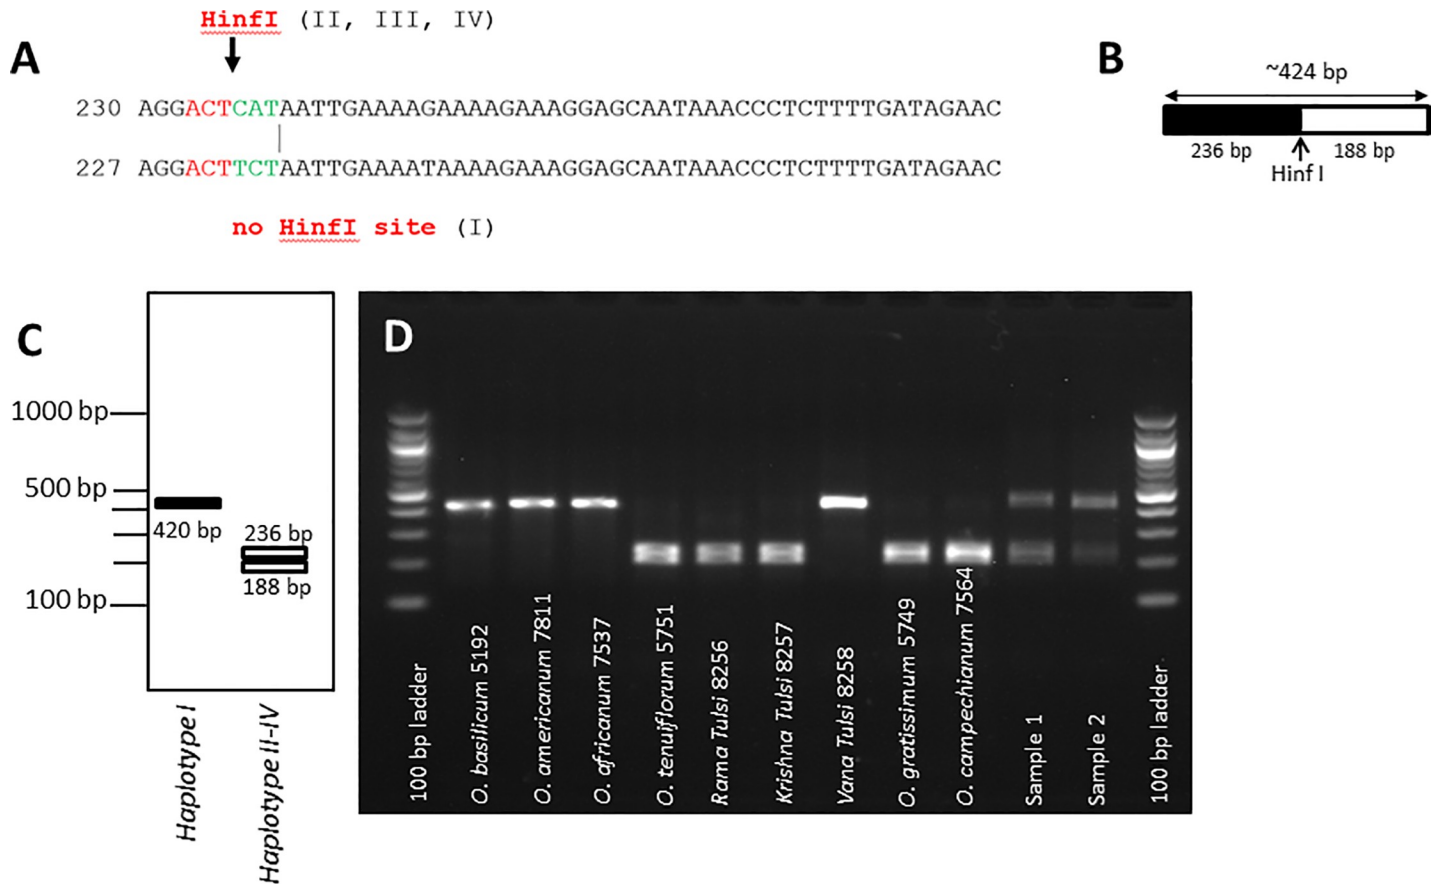 HinfI (II, III, IV)
A
230 AGGACTCATAATTGAAAAGAAAAGAAAGGAGCAATAAACCCTCTTTTGATAGAAC
227 AGGACTTCTAATTGAAAATAAAAGAAAGGAGCAATAAACCCTCTTTTGATAGAAC
no HinfI site (I)
B
~424 bp
236 bp 188 bp
Hinf I
C
1000 bp
500 bp
420 bp
236 bp
188 bp
100 bp
Haplotype I
Haplotype II-IV
D
100 bp ladder
O. basilicum 5192
O. americanum 7811
O. africanum 7537
O. tenuiflorum 5751
Rama Tulsi 8256
Krishna Tulsi 8257
Vana Tulsi 8258
O. gratissimum 5749
O. campechianum 7564
Sample 1
Sample 2
100 bp ladder